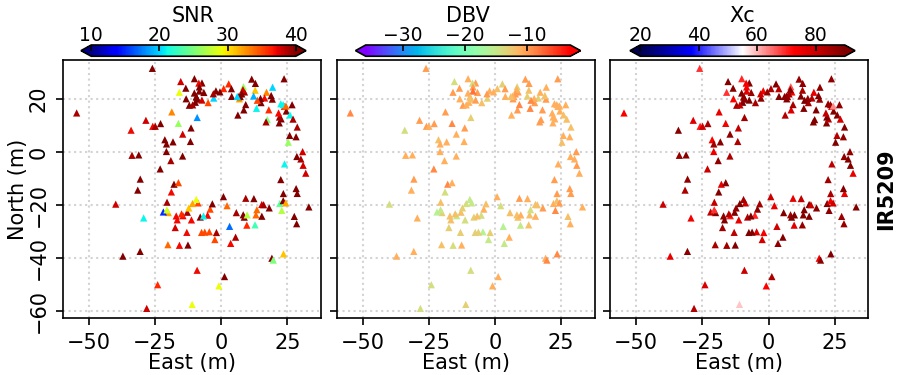 SNR DBV Xc
10 20 30 40 −30 −20 −10 20 40 60 80
North (m)
20
0
−20
−40
−60
−50 −25 0 25 −50 −25 0 25 −50 −25 0 25
East (m) East (m) East (m)
IR5209